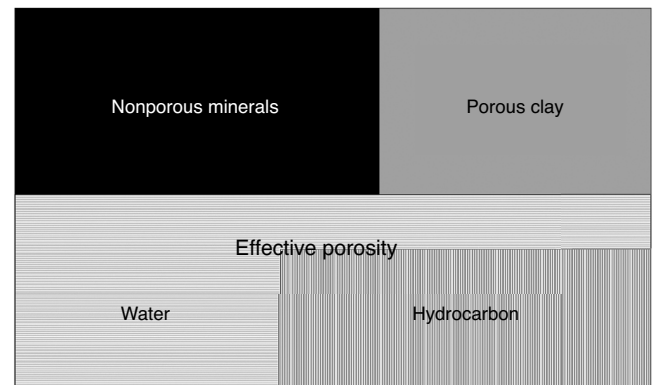 Nonporous minerals
Porous clay
Effective porosity
Water
Hydrocarbon